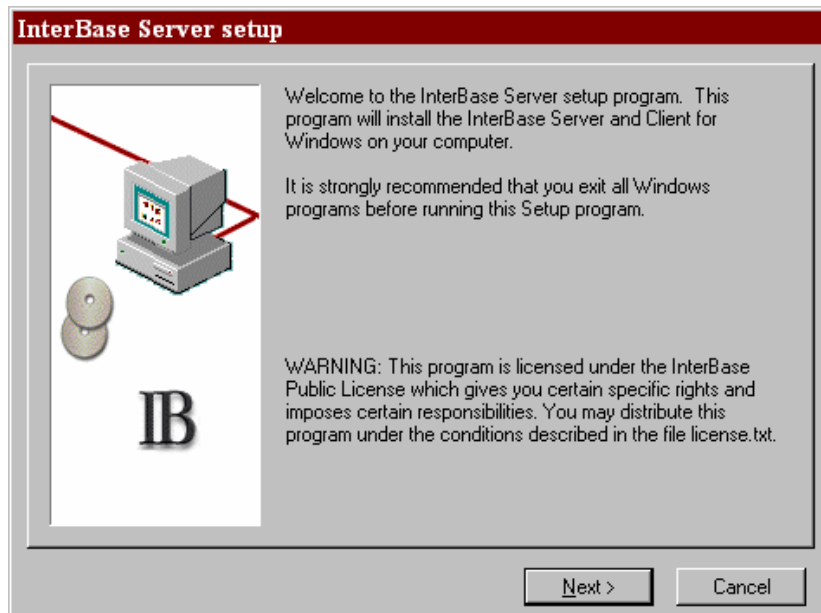 InterBase Server setup
Welcome to the InterBase Server setup program.  This
program will install the InterBase Server and Client for
Windows on your computer.
It is strongly recommended that you exit all Windows
programs before running this Setup program.
IB
WARNING: This program is licensed under the InterBase
Public License which gives you certain specific rights and
imposes certain responsibilities. You may distribute this
program under the conditions described in the file license.txt.
Next >
Cancel